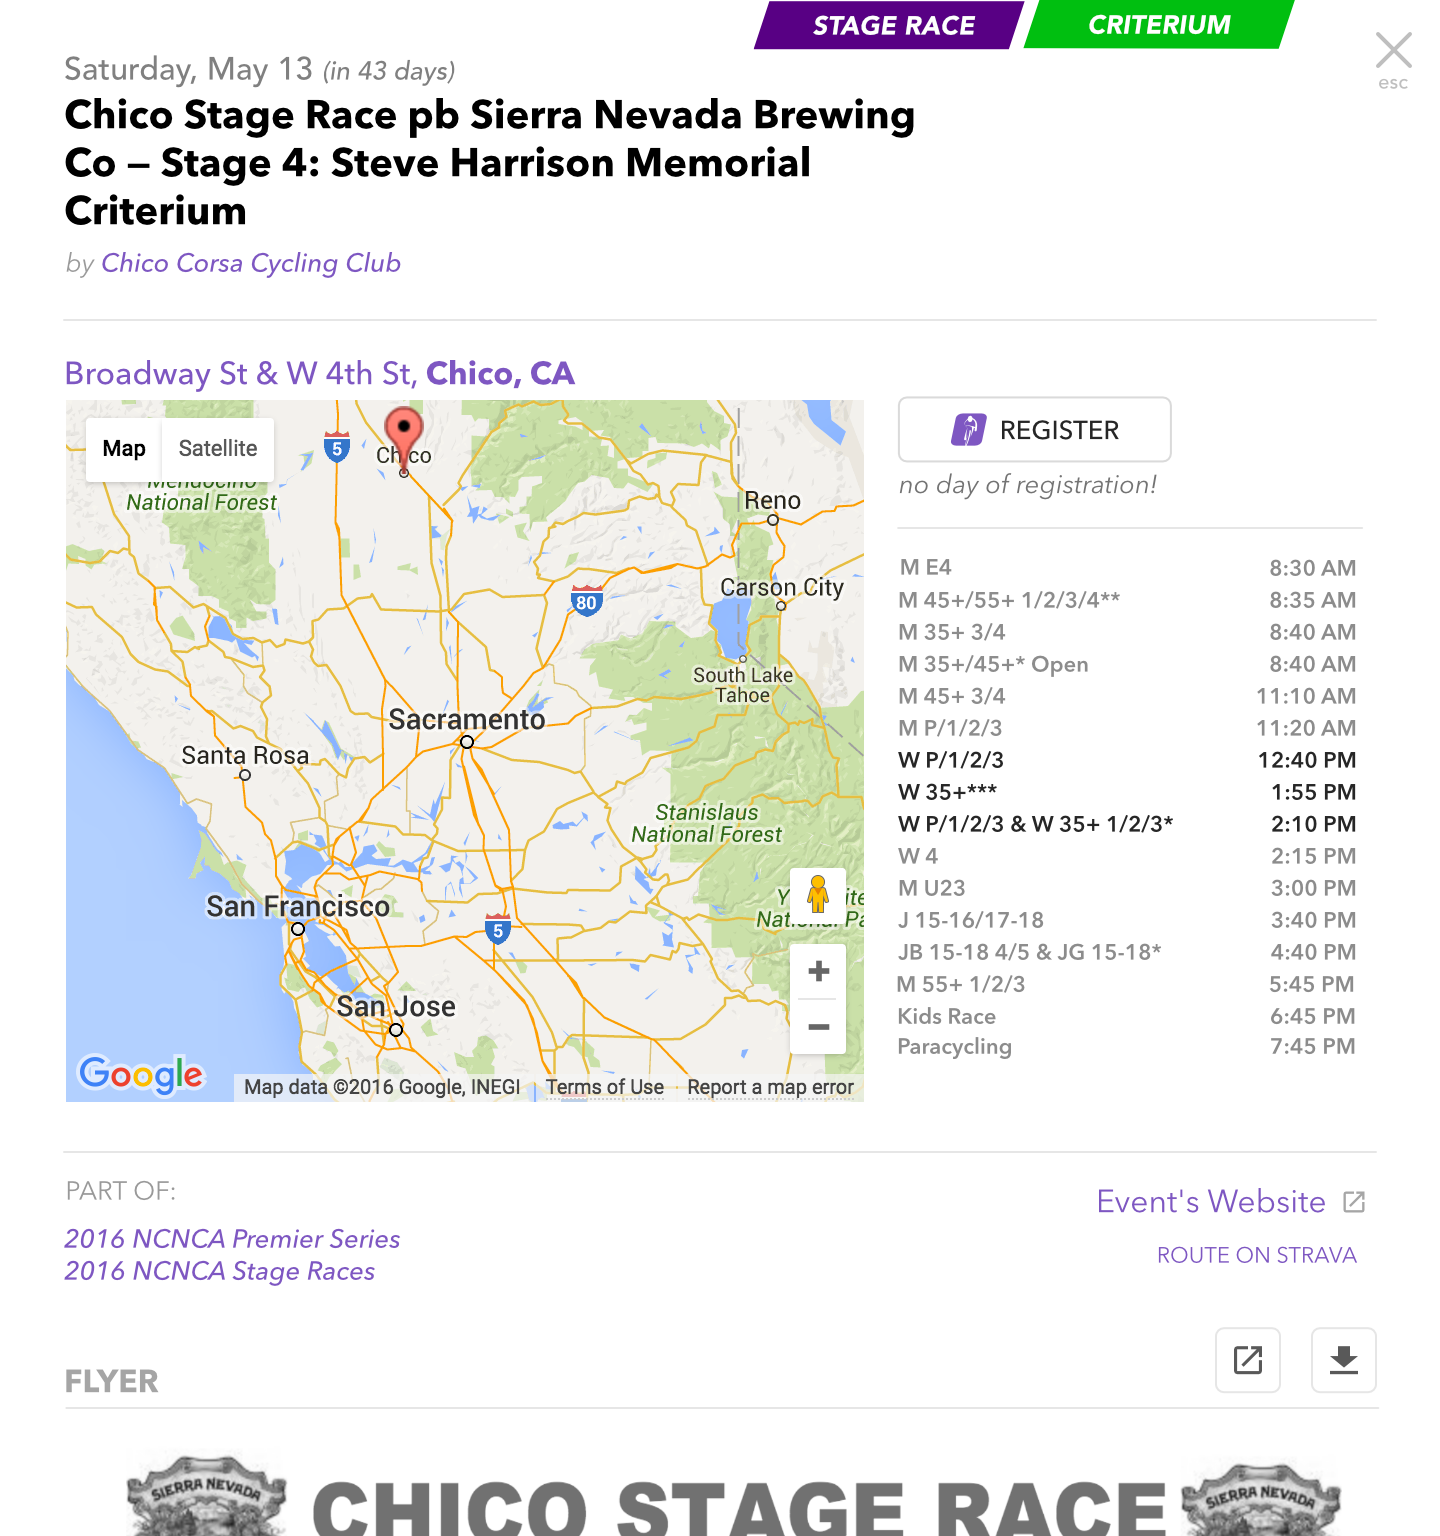 STAGE RACE
CRITERIUM
esc
Saturday, May 13 (in 43 days)
Chico Stage Race pb Sierra Nevada Brewing
Co – Stage 4: Steve Harrison Memorial
Criterium
by Chico Corsa Cycling Club
Broadway St & W 4th St, Chico, CA
Map
Satellite
Mendocino
National Forest
5
Chico
Reno
80
Carson City
South Lake
Tahoe
Sacramento
Santa Rosa
Stanislaus
National Forest
San Francisco
5
San Jose
Google
Map data ©2016 Google, INEGI
Terms of Use
Report a map error
REGISTER
no day of registration!
M E4 8:30 AM
M 45+/55+ 1/2/3/4** 8:35 AM
M 35+ 3/4 8:40 AM
M 35+/45+* Open 8:40 AM
M 45+ 3/4 11:10 AM
M P/1/2/3 11:20 AM
W P/1/2/3 12:40 PM
W 35+*** 1:55 PM
W P/1/2/3 & W 35+ 1/2/3* 2:10 PM
W 4 2:15 PM
M U23 3:00 PM
J 15-16/17-18 3:40 PM
JB 15-18 4/5 & JG 15-18* 4:40 PM
M 55+ 1/2/3 5:45 PM
Kids Race 6:45 PM
Paracycling 7:45 PM
PART OF:
2016 NCNCA Premier Series
2016 NCNCA Stage Races
Event's Website
ROUTE ON STRAVA
FLYER
SIERRA NEVADA
CHICO STAGE RACE
SIERRA NEVADA